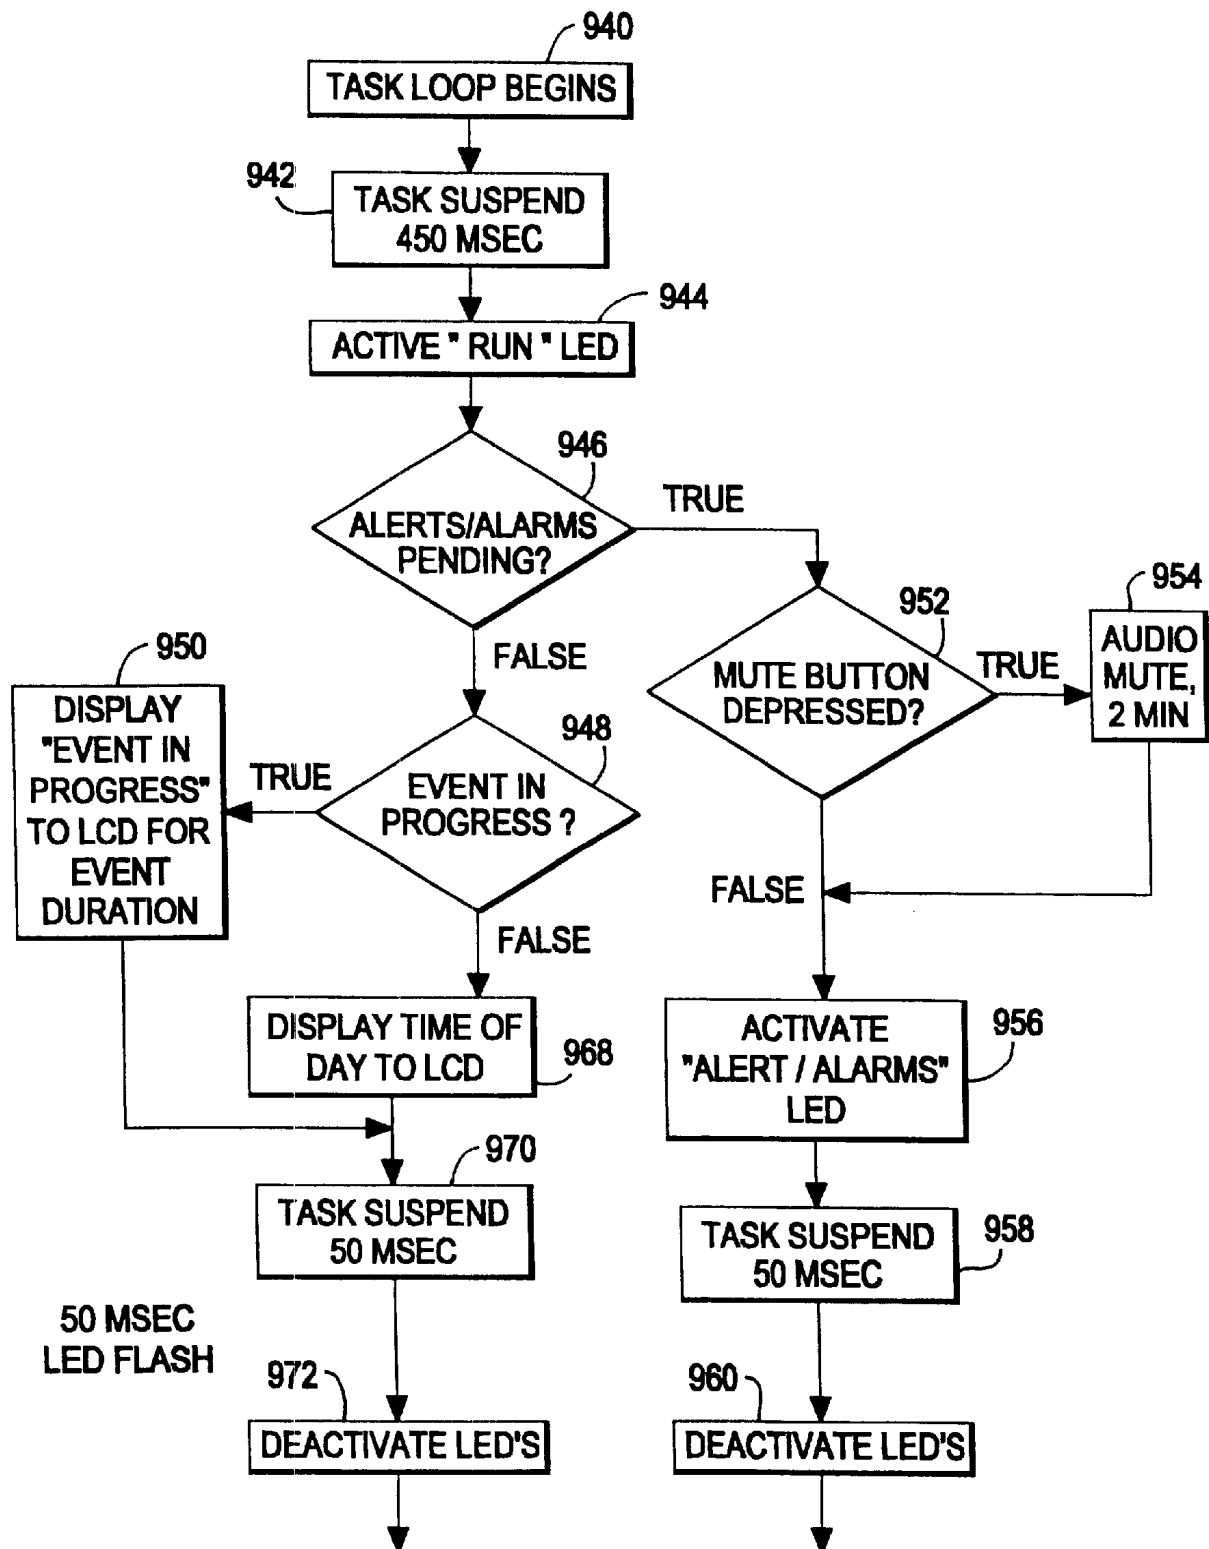 940
TASK LOOP BEGINS
942
TASK SUSPEND
450 MSEC
944
ACTIVE " RUN " LED
946
ALERTS/ALARMS
PENDING?
TRUE
FALSE
952
MUTE BUTTON
DEPRESSED?
TRUE
954
AUDIO
MUTE,
2 MIN
950
DISPLAY
"EVENT IN
PROGRESS"
TO LCD FOR
EVENT
DURATION
TRUE
948
EVENT IN
PROGRESS ?
FALSE
FALSE
DISPLAY TIME OF
DAY TO LCD
968
ACTIVATE
"ALERT / ALARMS"
LED
956
970
TASK SUSPEND
50 MSEC
TASK SUSPEND
50 MSEC
958
50 MSEC
LED FLASH
972
DEACTIVATE LED'S
960
DEACTIVATE LED'S